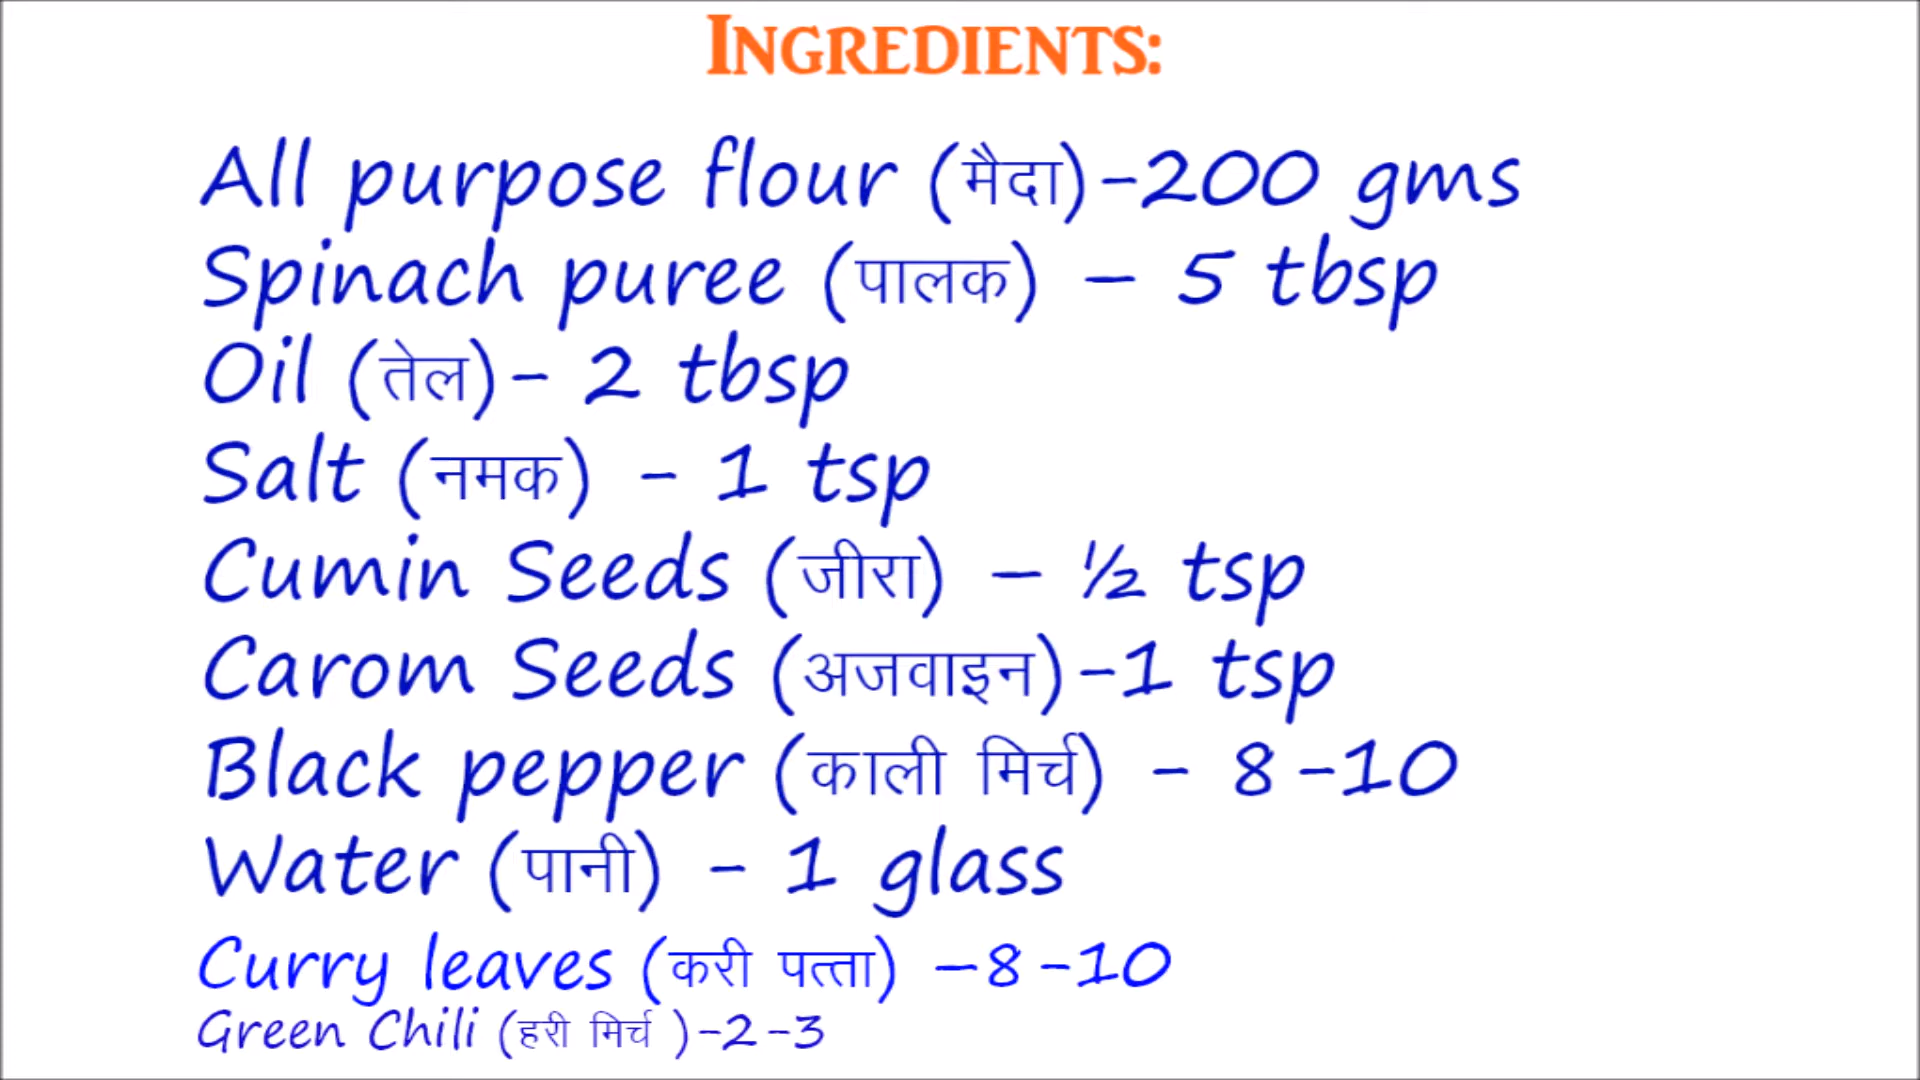 INGREDIENTS:
All purpose flour (मैदा)-200 gms
Spinach puree (पालक) – 5 tbsp
Oil (तेल)- 2 tbsp
Salt (नमक) - 1 tsp
Cumin Seeds (जीरा) – ½ tsp
Carom Seeds (अजवाइन)-1 tsp
Black pepper (काली मिर्च) - 8-10
Water (पानी) - 1 glass
Curry leaves (करी पत्ता) –8-10
Green Chili (हरी मिर्च )-2-3